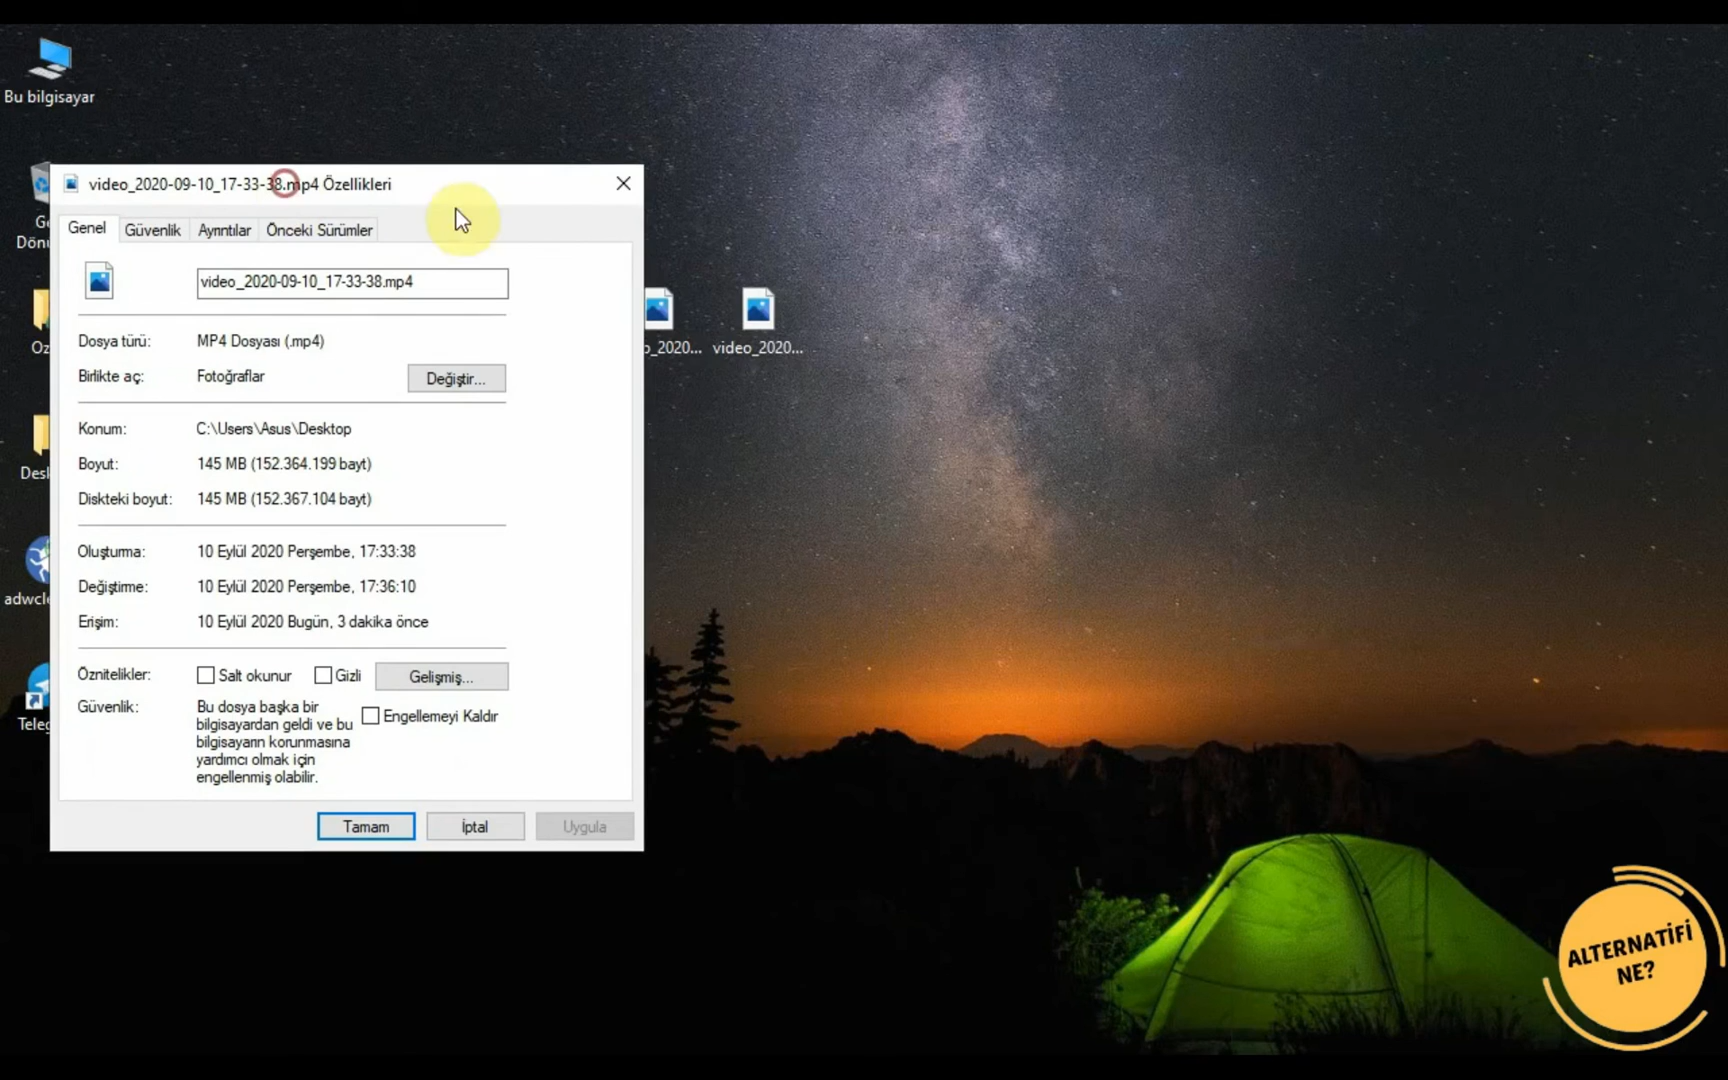 Bu bilgisayar
video_2020-09-10_17-33-38.mp4 Özellikleri
Genel
Güvenlik
Ayrıntılar
Önceki Sürümler
video_2020-09-10_17-33-38.mp4
Dosya türü:
MP4 Dosyası (.mp4)
Birlikte aç:
Fotoğraflar
Değiştir...
Konum:
C:\Users\Asus\Desktop
Boyut:
145 MB (152.364.199 bayt)
Diskteki boyut:
145 MB (152.367.104 bayt)
Oluşturma:
10 Eylül 2020 Perşembe, 17:33:38
Değiştirme:
10 Eylül 2020 Perşembe, 17:36:10
Erişim:
10 Eylül 2020 Bugün, 3 dakika önce
Öznitelikler:
Salt okunur
Gizli
Gelişmiş...
Güvenlik:
Bu dosya başka bir
bilgisayardan geldi ve bu
bilgisayarın korunmasına
yardımcı olmak için
engellenmiş olabilir.
Engellemeyi Kaldır
Tamam
İptal
Uygula
o_2020...
video_2020...
Dönü
Oz
Desk
adwcle
Teleg
ALTERNATİFİ
NE?